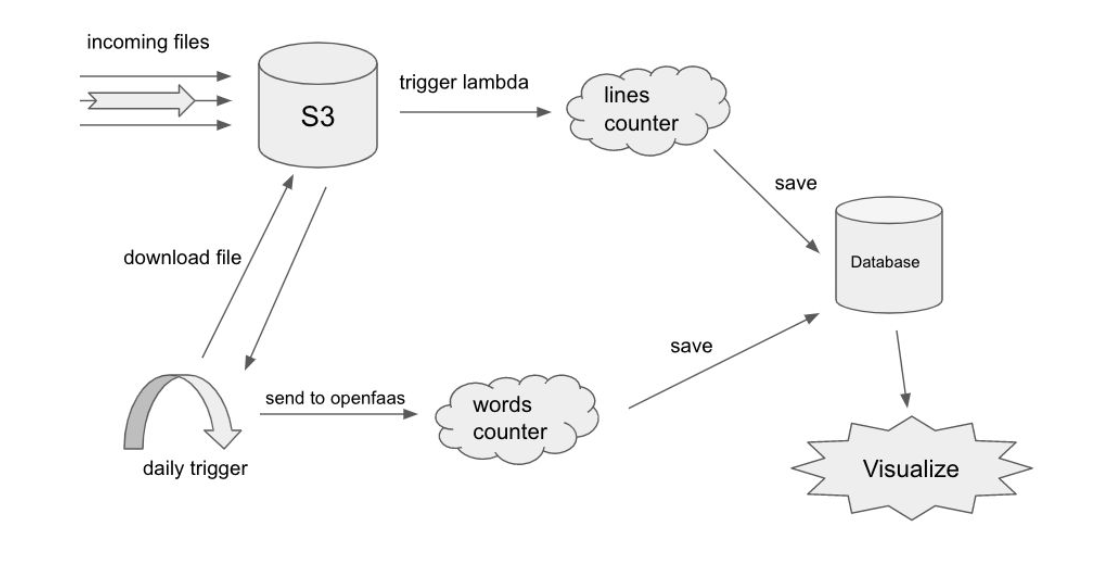 incoming files
S3
trigger lambda
lines
counter
save
Database
download file
save
send to openfaas
words
counter
daily trigger
Visualize